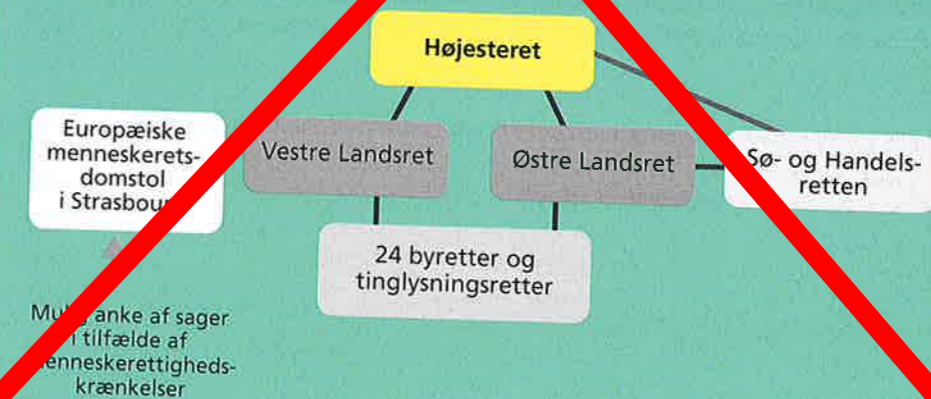 Højesteret
Europæiske
menneskerets-
domstol
i
Vestre Landsret
Østre Landsret
Sø- og Handels-
retten
24 byretter og
tinglysningsretter
anke af sager
i tilfælde af
krænkelser